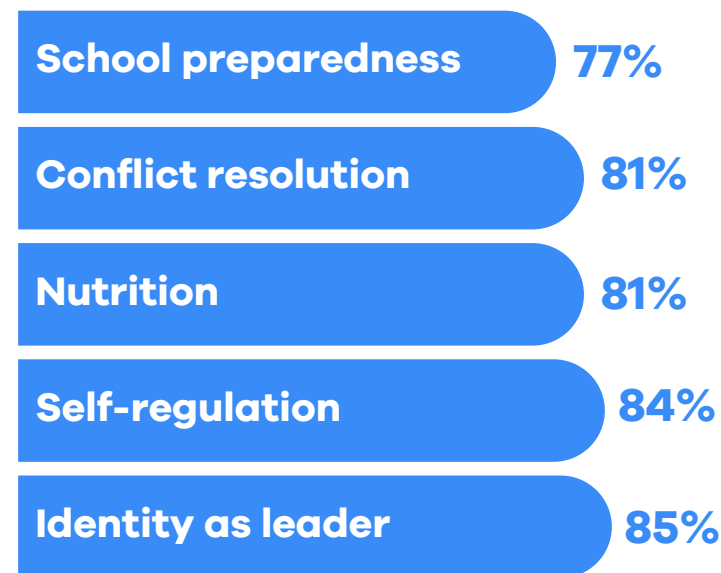 School preparedness 77%
Conflict resolution 81%
Nutrition 81%
Self-regulation 84%
Identity as leader 85%